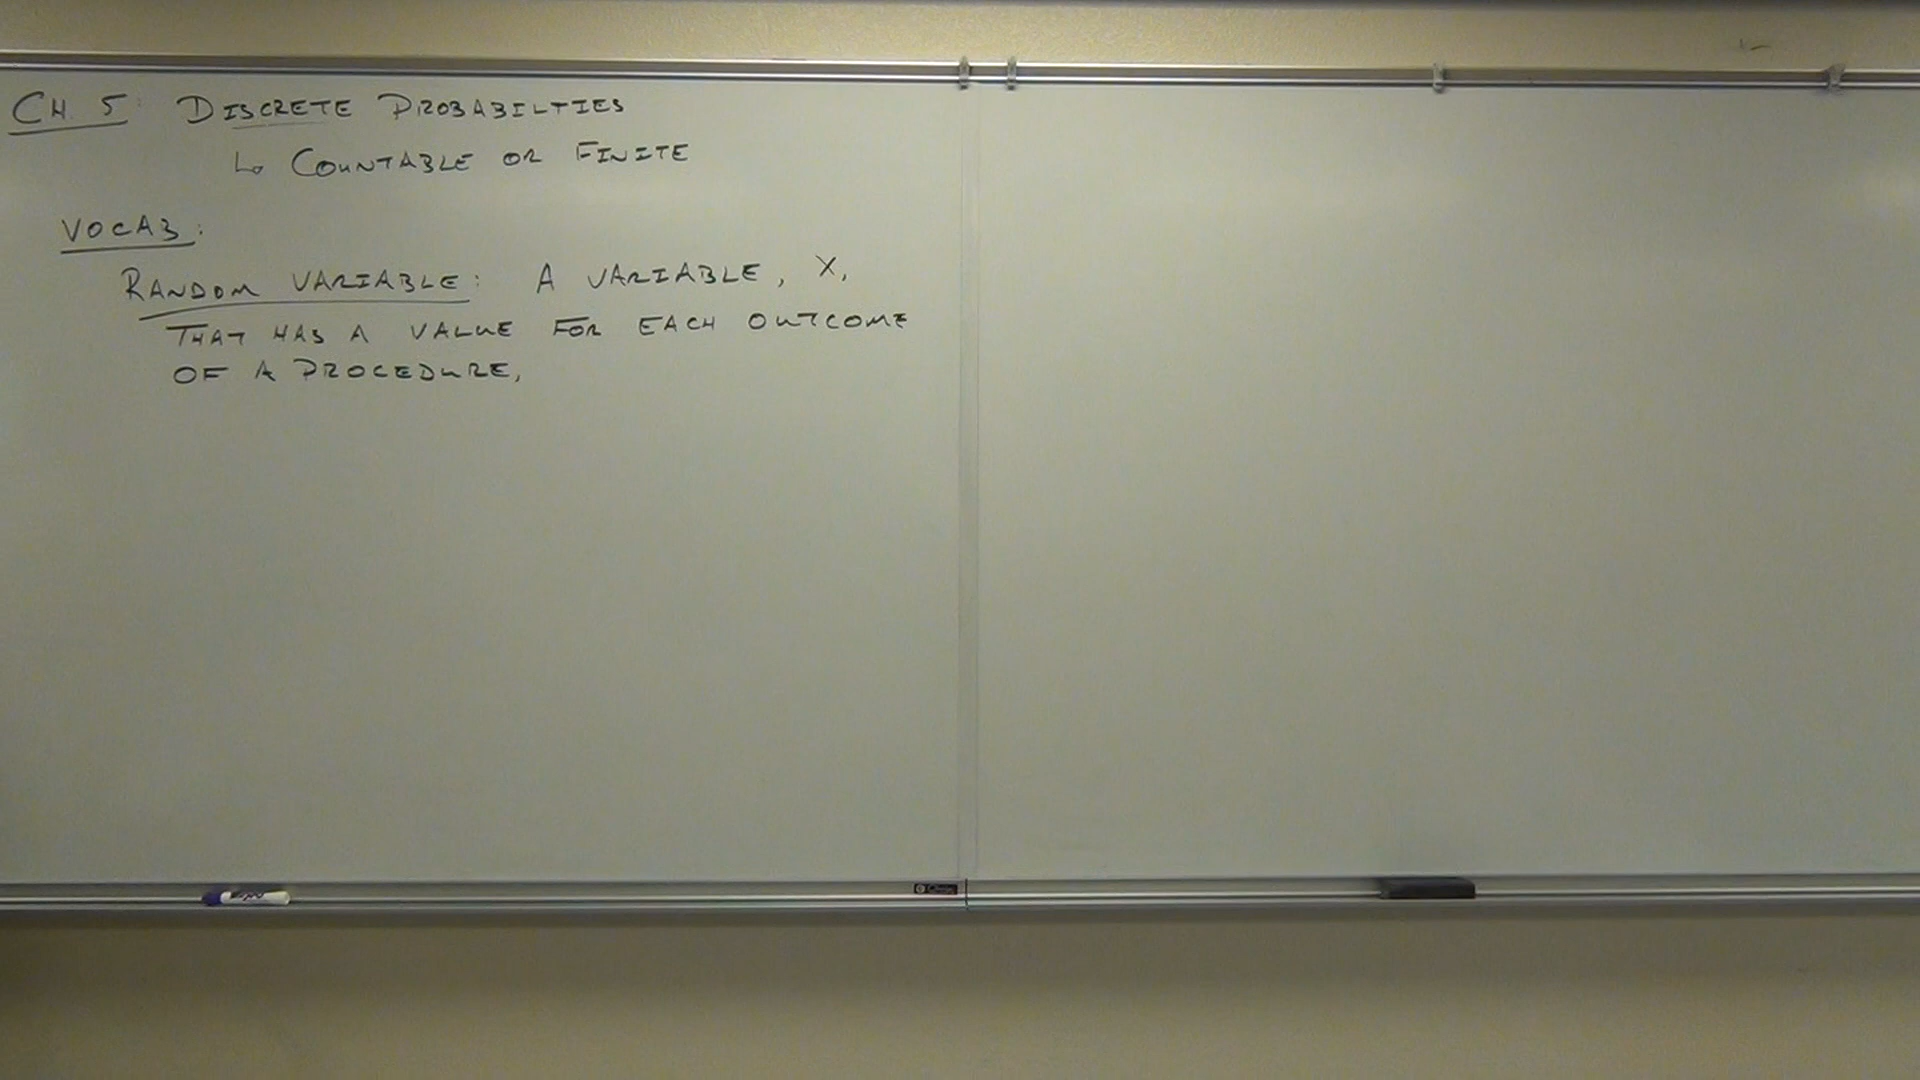 CH. 5: DISCRETE PROBABILTIES
↳ COUNTABLE OR FINITE
VOCAB:
RANDOM VARIABLE: A VARIABLE, X,
THAT HAS A VALUE FOR EACH OUTCOME
OF A PROCEDURE,
EXPO